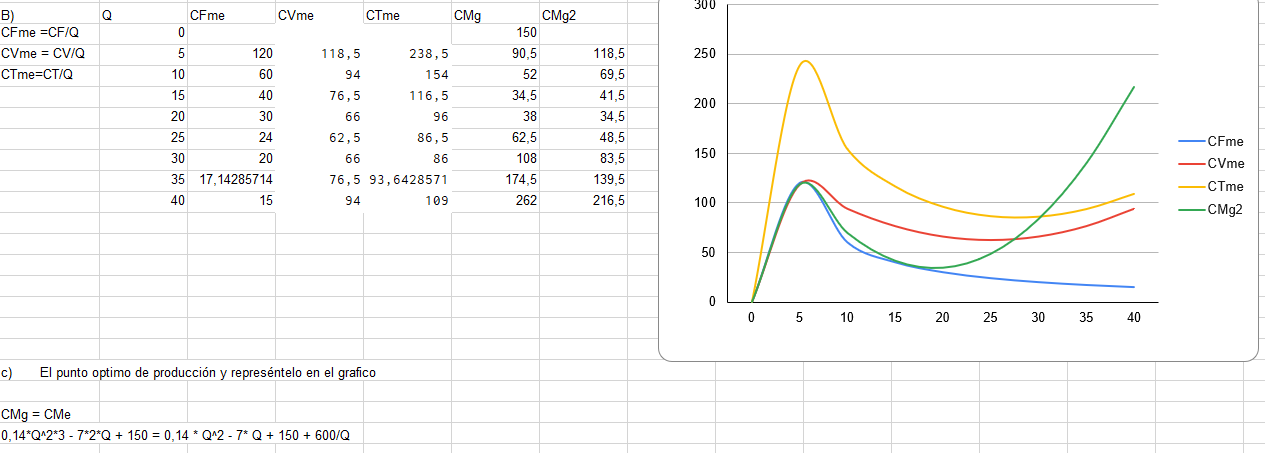 B) Q CFme CVme CTme CMg CMg2
CFme =CF/Q 0 150
CVme = CV/Q 5 120 118,5 238,5 90,5 118,5
CTme=CT/Q 10 60 94 154 52 69,5
15 40 76,5 116,5 34,5 41,5
20 30 66 96 38 34,5
25 24 62,5 86,5 62,5 48,5
30 20 66 86 108 83,5
35 17,14285714 76,5 93,6428571 174,5 139,5
40 15 94 109 262 216,5
c) El punto optimo de producción y represéntelo en el grafico
CMg = CMe
0,14*Q^2*3 - 7*2*Q + 150 = 0,14 * Q^2 - 7* Q + 150 + 600/Q
300
250
200
150
100
50
0
0 5 10 15 20 25 30 35 40
CFme
CVme
CTme
CMg2